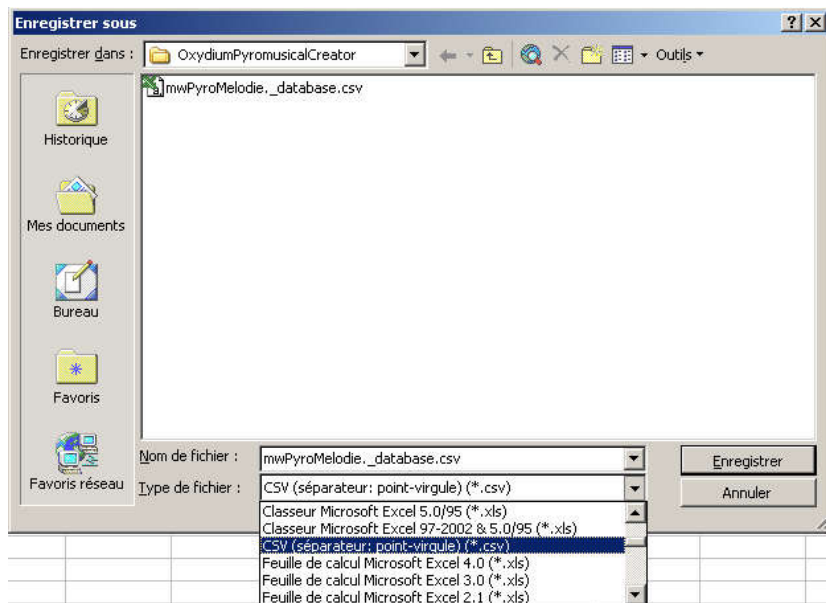 Enregistrer sous
Enregistrer dans : OxydiumPyromusicalCreator Outils
mwPyroMelodie._database.csv
Historique
Mes documents
Bureau
Favoris
Favoris réseau
Nom de fichier : mwPyroMelodie._database.csv Enregistrer
Type de fichier : CSV (séparateur: point-virgule) (*.csv) Annuler
Classeur Microsoft Excel 5.0/95 (*.xls)
Classeur Microsoft Excel 97-2002 & 5.0/95 (*.xls)
CSV (séparateur: point-virgule) (*.csv)
Feuille de calcul Microsoft Excel 4.0 (*.xls)
Feuille de calcul Microsoft Excel 3.0 (*.xls)
Feuille de calcul Microsoft Excel 2.1 (*.xls)